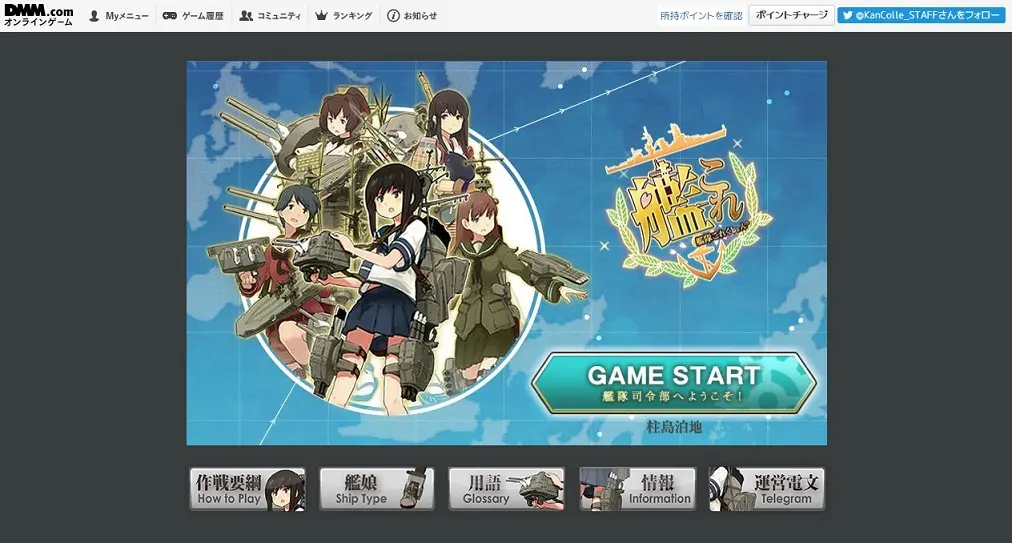 DMM.com
オンラインゲーム
Myメニュー
ゲーム履歴
コミュニティ
ランキング
お知らせ
所持ポイントを確認
ポイントチャージ
@KanColle_STAFFさんをフォロー
艦これ
艦隊これくしょん
GAME START
艦隊司令部へようこそ!
柱島泊地
作戦要綱
How to Play
艦娘
Ship Type
用語
Glossary
情報
Information
運営電文
Telegram